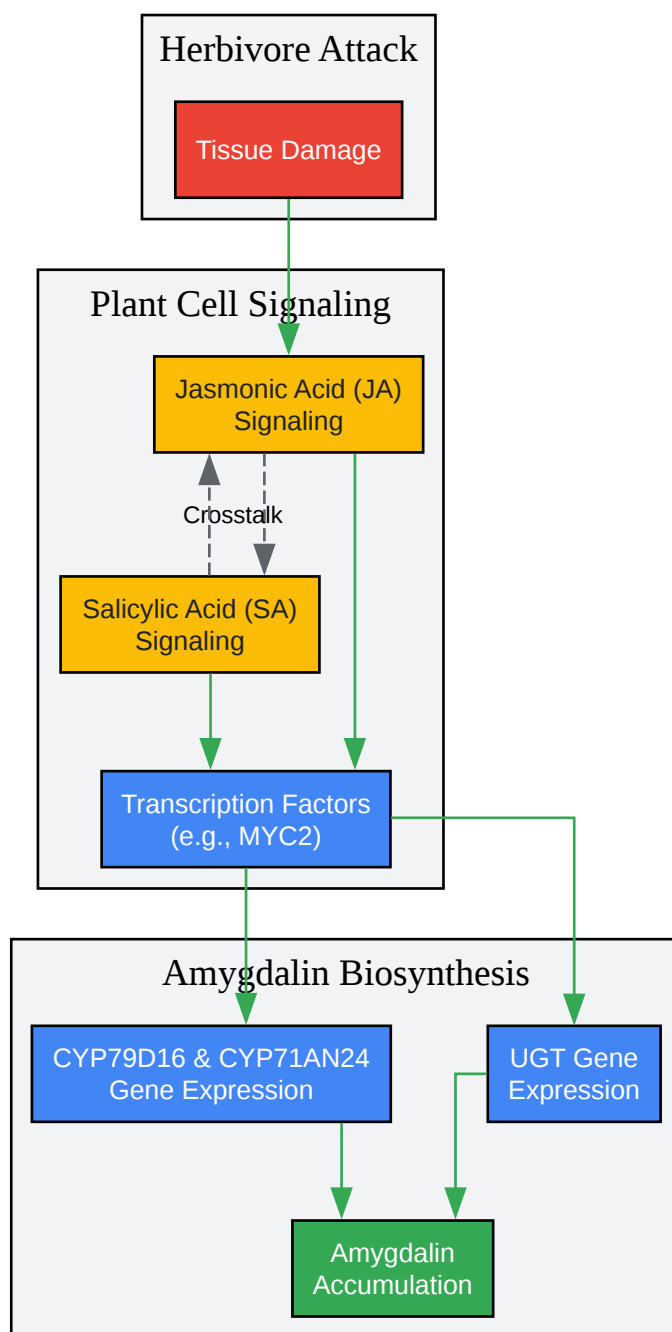 Herbivore Attack
Tissue Damage
Plant Cell Signaling
Jasmonic Acid (JA)
Signaling
Crosstalk
Salicylic Acid (SA)
Signaling
Transcription Factors
(e.g., MYC2)
Amygdalin Biosynthesis
CYP79D16 & CYP71AN24
Gene Expression
UGT Gene
Expression
Amygdalin
Accumulation